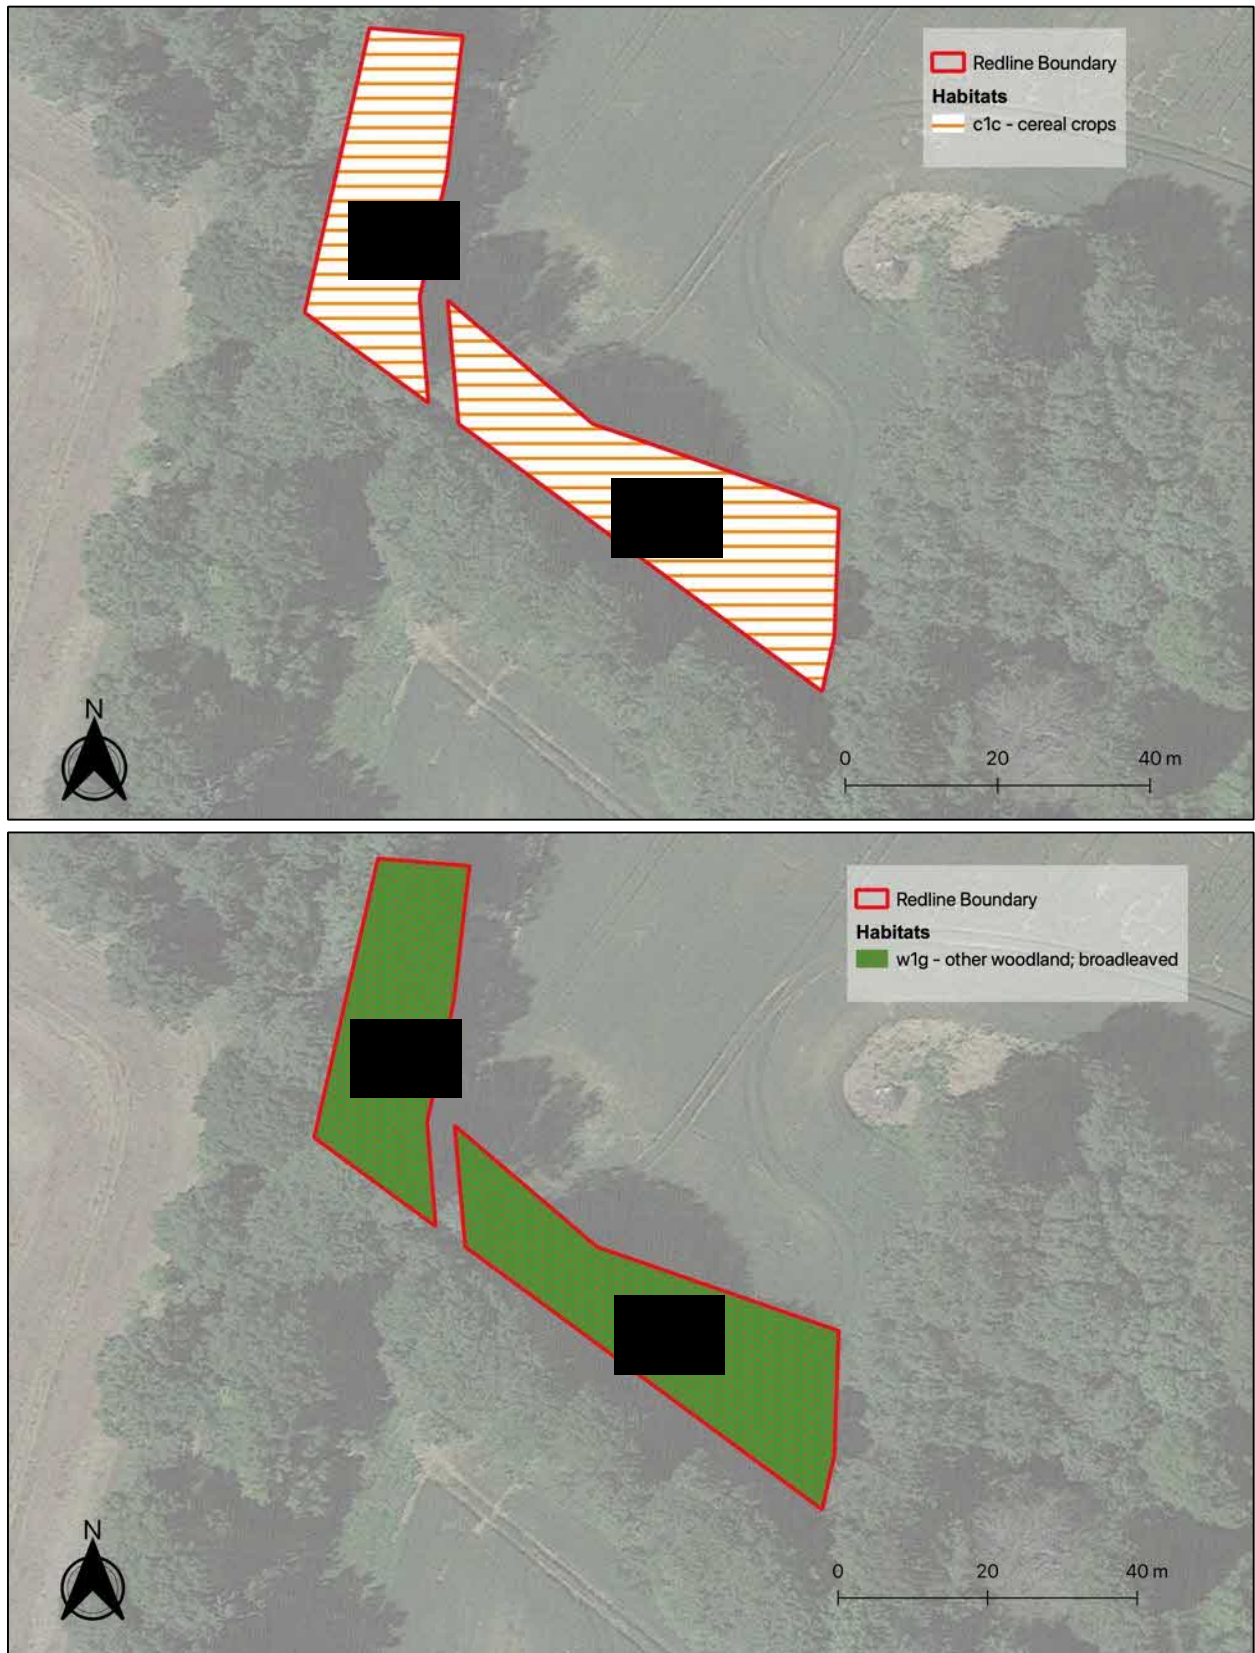 Redline Boundary
Habitats
c1c - cereal crops
N
0 20 40 m
Redline Boundary
Habitats
w1g - other woodland; broadleaved
N
0 20 40 m